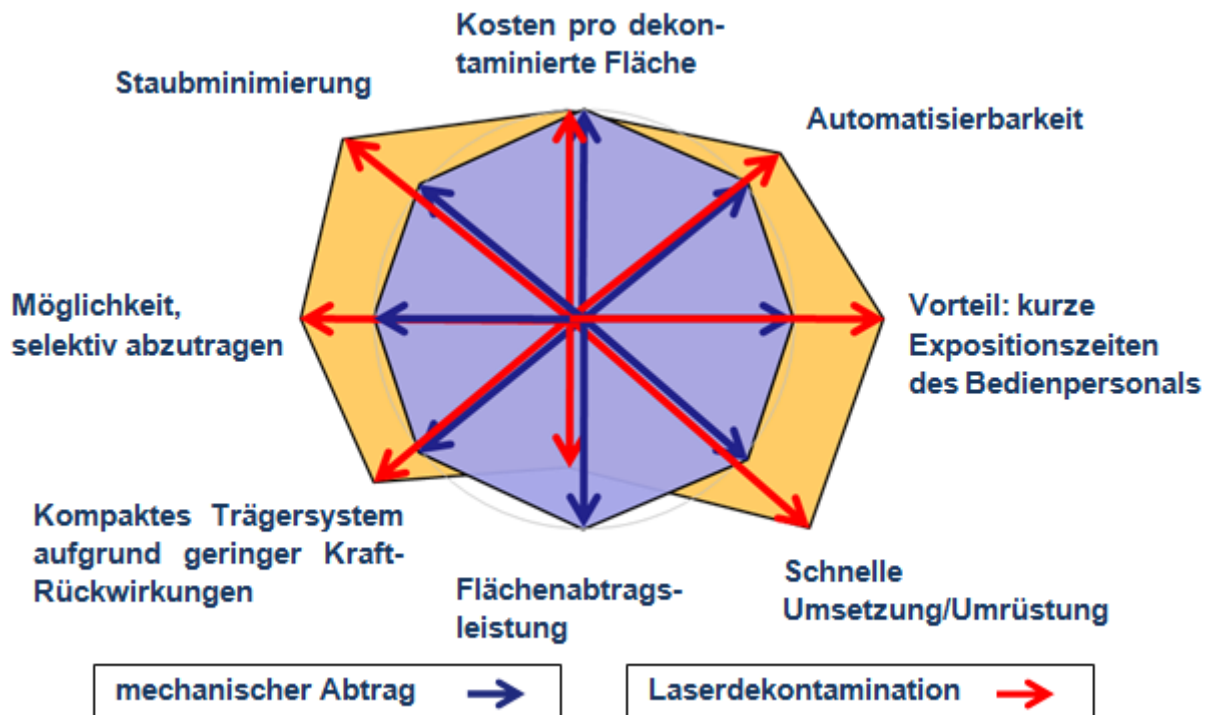 Kosten pro dekon-
taminierte Fläche
Staubminimierung
Automatisierbarkeit
Möglichkeit,
selektiv abzutragen
Vorteil: kurze
Expositionszeiten
des Bedienpersonals
Kompaktes Trägersystem
aufgrund geringer Kraft-
Rückwirkungen
Flächenabtrags-
leistung
Schnelle
Umsetzung/Umrüstung
mechanischer Abtrag
Laserdekontamination